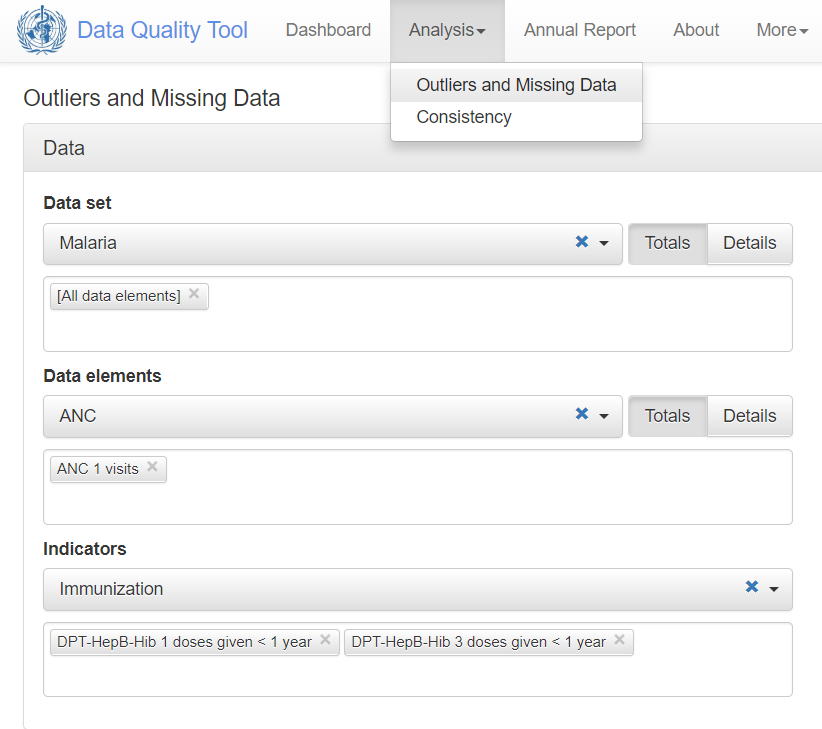 Data Quality Tool Dashboard Analysis Annual Report About More
Outliers and Missing Data
Consistency
Outliers and Missing Data
Data
Data set
Malaria Totals Details
[All data elements]
Data elements
ANC Totals Details
ANC 1 visits
Indicators
Immunization
DPT-HepB-Hib 1 doses given < 1 year DPT-HepB-Hib 3 doses given < 1 year